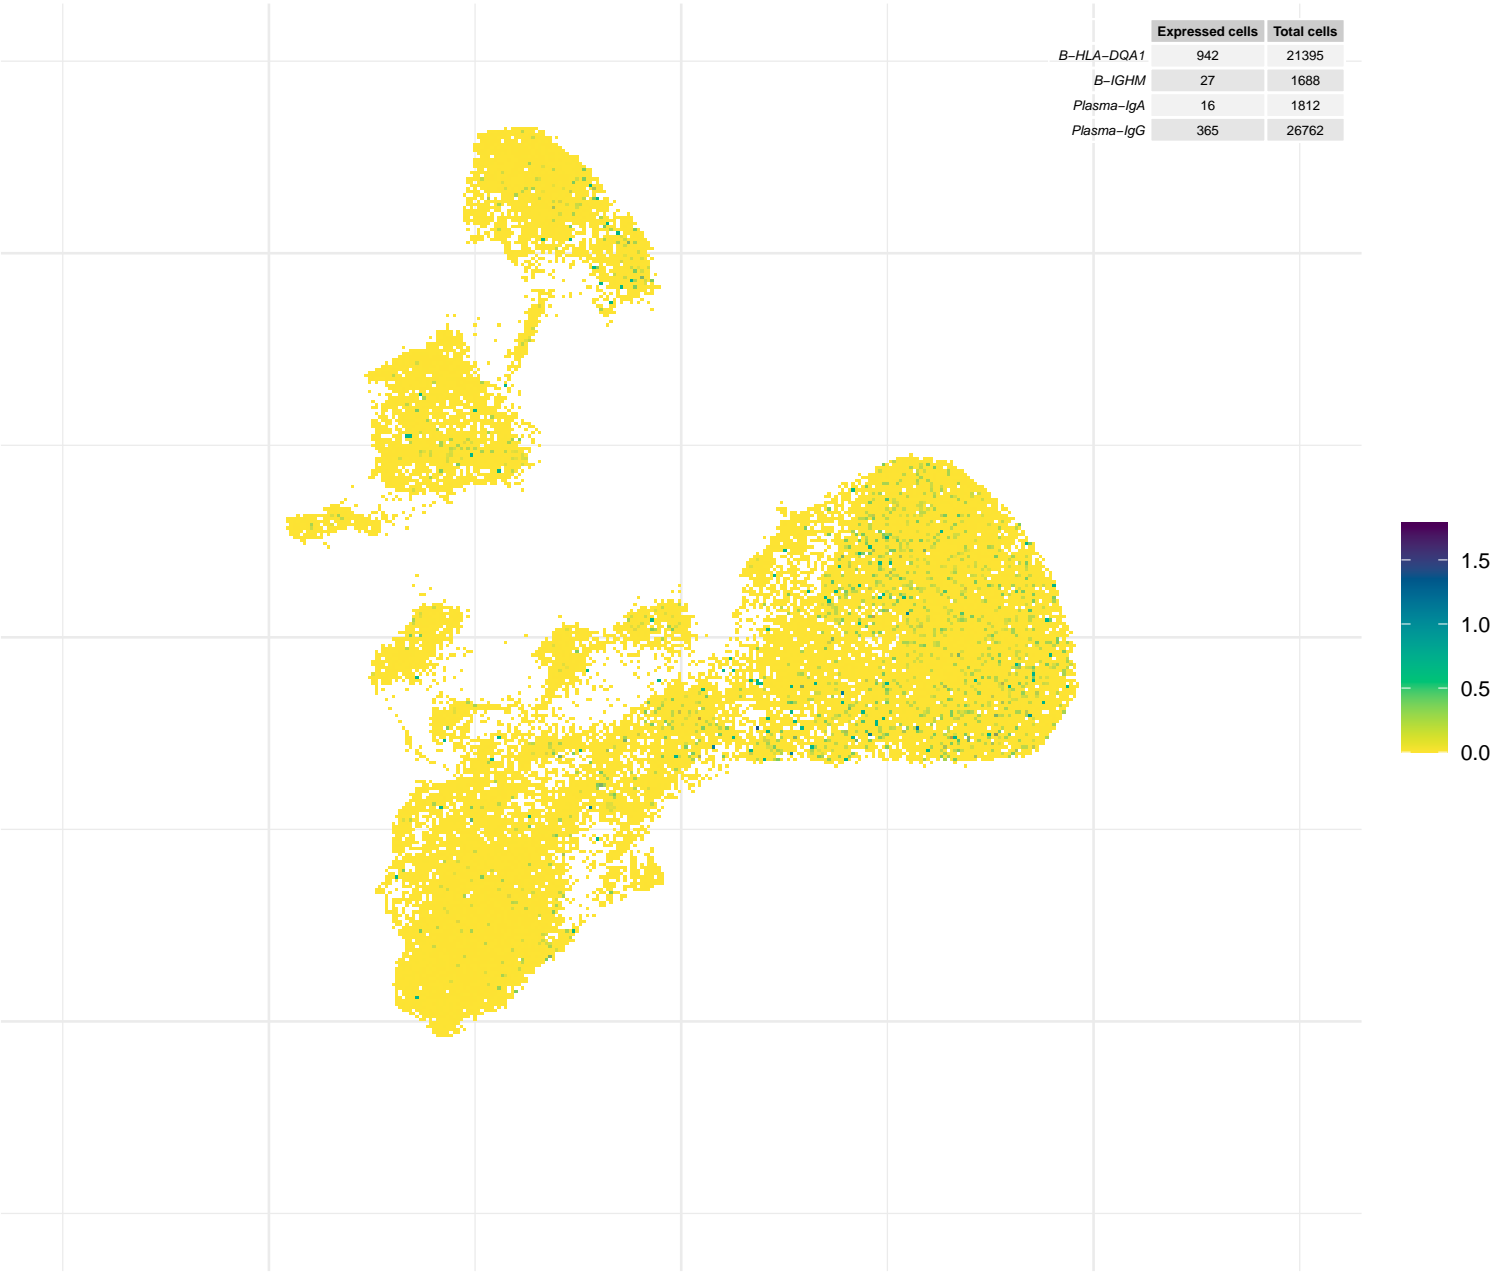 Expressed cells Total cells
B−HLA−DQA1 942 21395
B−IGHM 27 1688
Plasma−IgA 16 1812
Plasma−IgG 365 26762
1.5
1.0
0.5
0.0